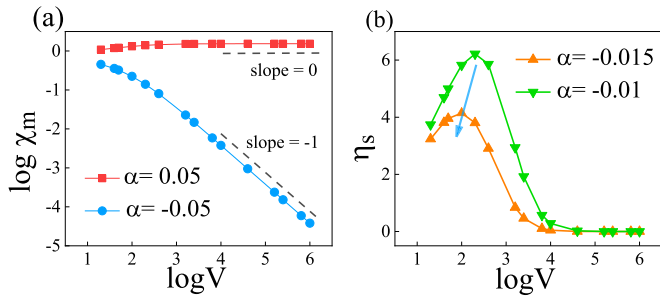 (a)
log χm
0
-1
-2
-3
-4
-5
slope = 0
slope = -1
α= 0.05
α= -0.05
1 2 3 4 5 6
logV
(b)
ηs
6
4
2
0
α= -0.015
α= -0.01
1 2 3 4 5 6
logV